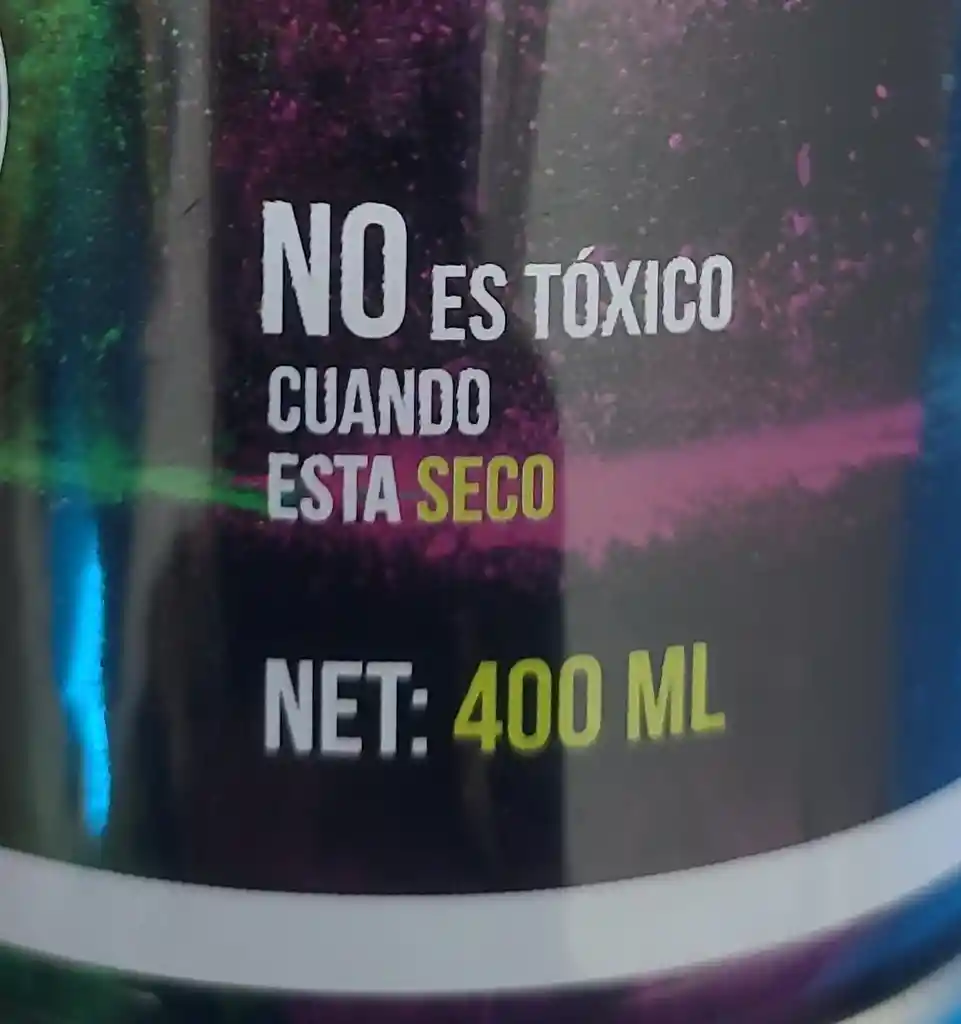 NO ES TÓXICO
CUANDO
ESTA SECO
NET: 400 ML